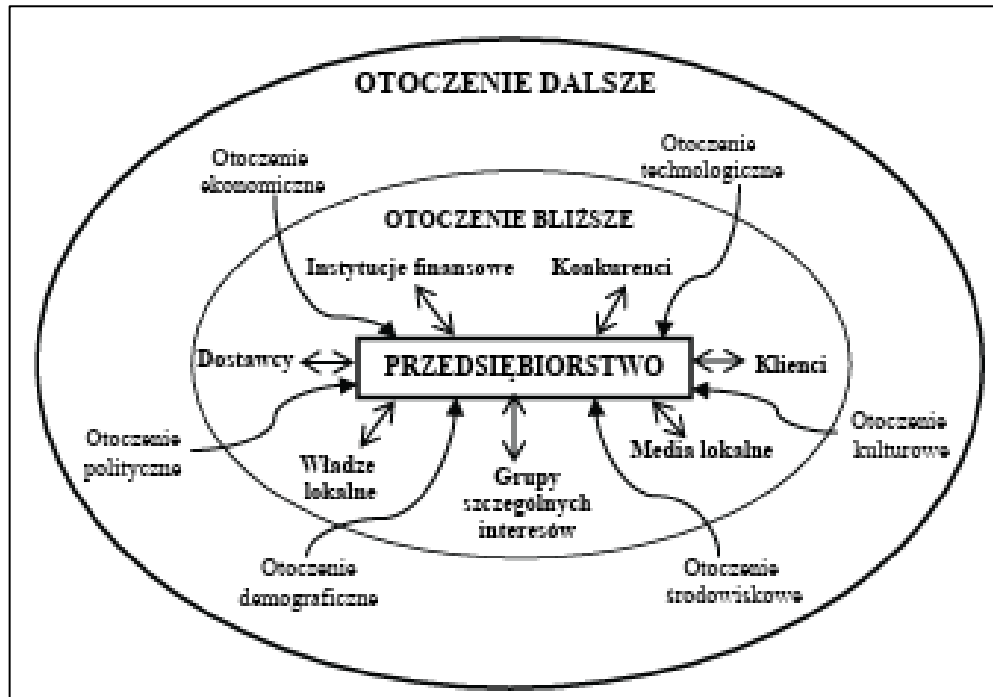 OTOCZENIE DALSZE
Otoczenie
ekonomiczne
Otoczenie
technologiczne
OTOCZENIE BLIŻSZE
Instytucje finansowe
Konkurenci
Dostawcy
PRZEDSIĘBIORSTWO
Klienci
Otoczenie
polityczne
Władze
lokalne
Grupy
szczególnych
interesów
Media lokalne
Otoczenie
kulturowe
Otoczenie
demograficzne
Otoczenie
środowiskowe